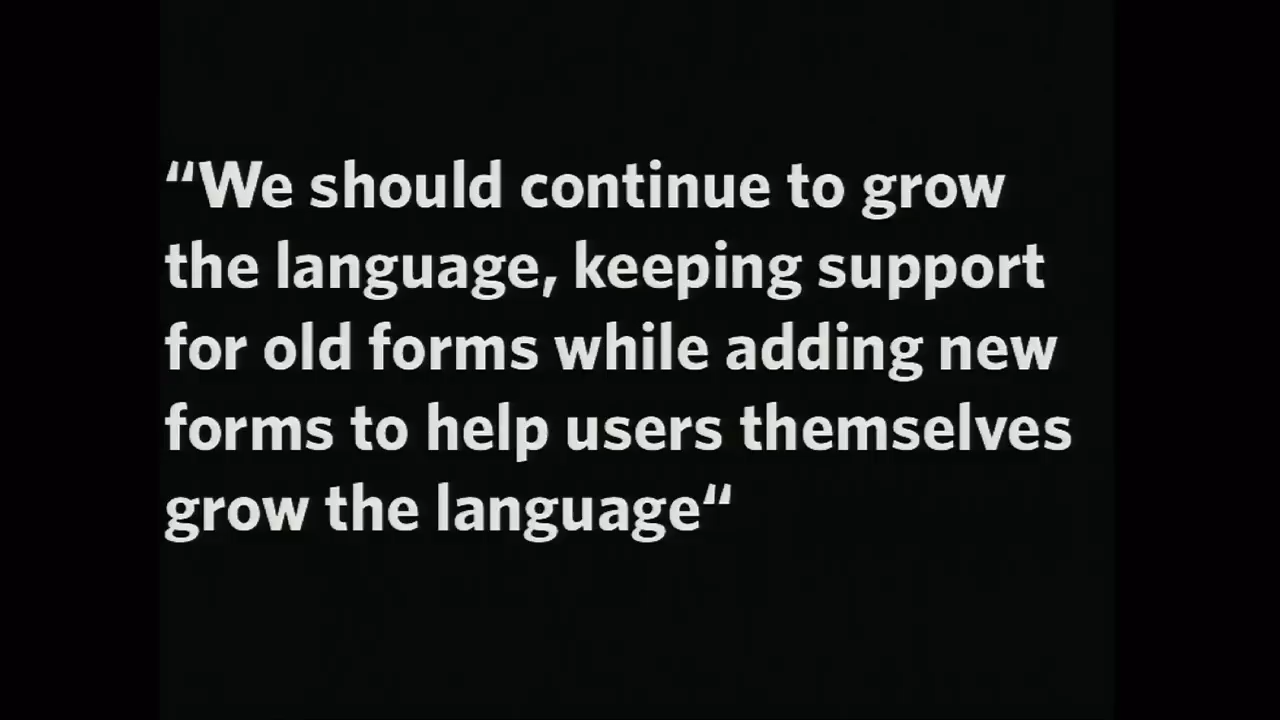 “We should continue to grow
the language, keeping support
for old forms while adding new
forms to help users themselves
grow the language“